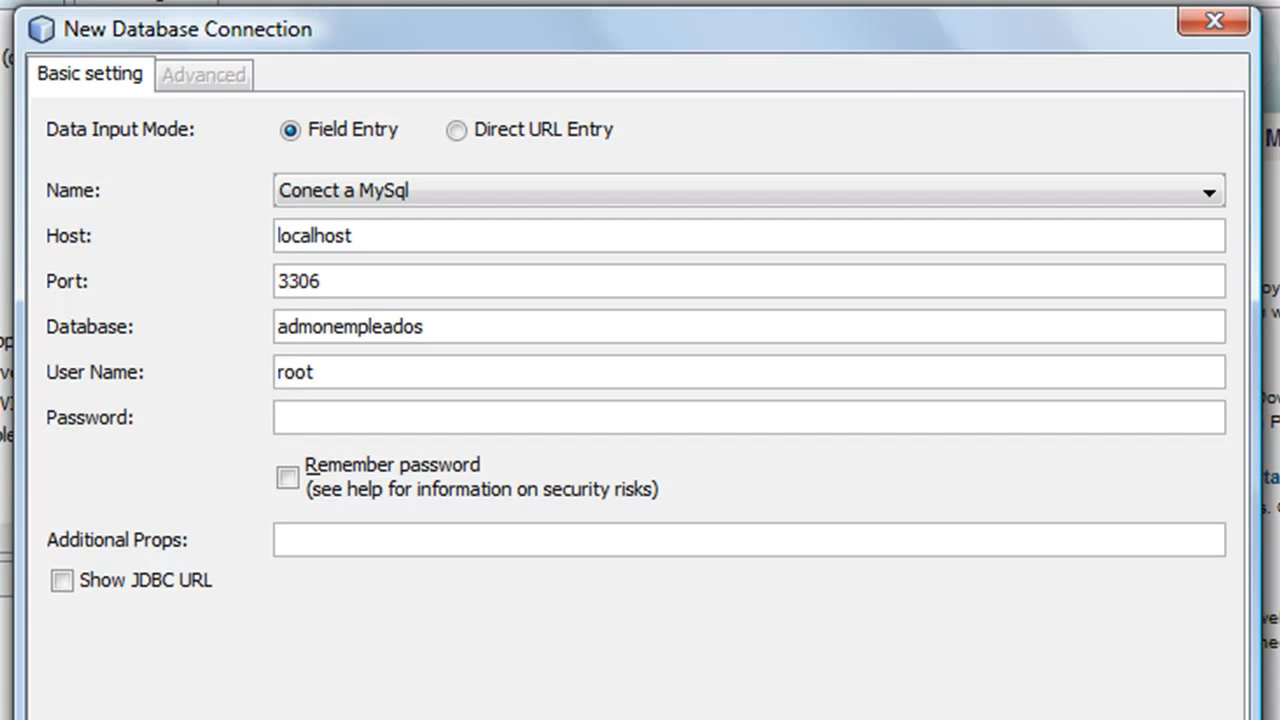 New Database Connection
Basic setting Advanced
Data Input Mode: Field Entry Direct URL Entry
Name: Conect a MySql
Host: localhost
Port: 3306
Database: admonempleados
User Name: root
Password:
Remember password
(see help for information on security risks)
Additional Props:
Show JDBC URL